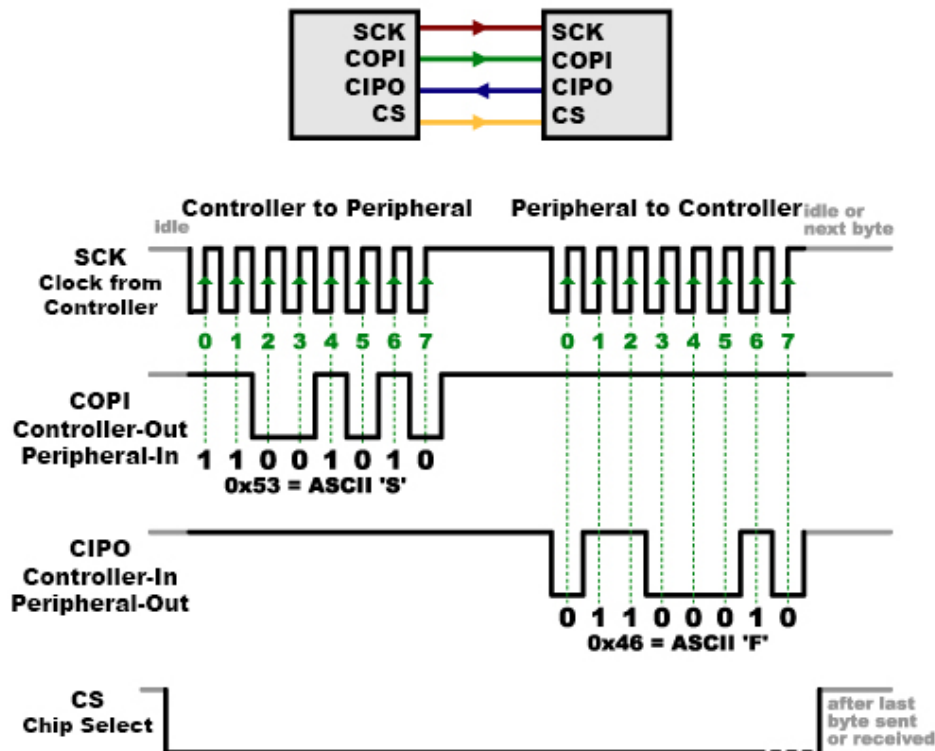 SCK SCK
COPI COPI
CIPO CIPO
CS CS
Controller to Peripheral Peripheral to Controller
idle idle or
next byte
SCK
Clock from
Controller
0 1 2 3 4 5 6 7 0 1 2 3 4 5 6 7
COPI
Controller-Out
Peripheral-In
1 1 0 0 1 0 1 0
0x53 = ASCII 'S'
CIPO
Controller-In
Peripheral-Out
0 1 1 0 0 0 1 0
0x46 = ASCII 'F'
CS
Chip Select
after last
byte sent
or received